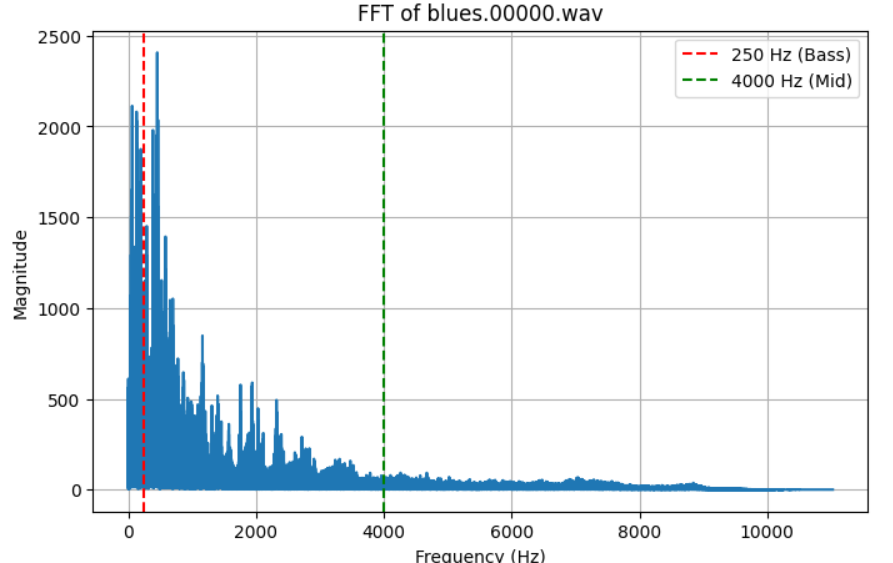 FFT of blues.00000.wav
250 Hz (Bass)
4000 Hz (Mid)
Magnitude
2500
2000
1500
1000
500
0
0 2000 4000 6000 8000 10000
Frequency (Hz)